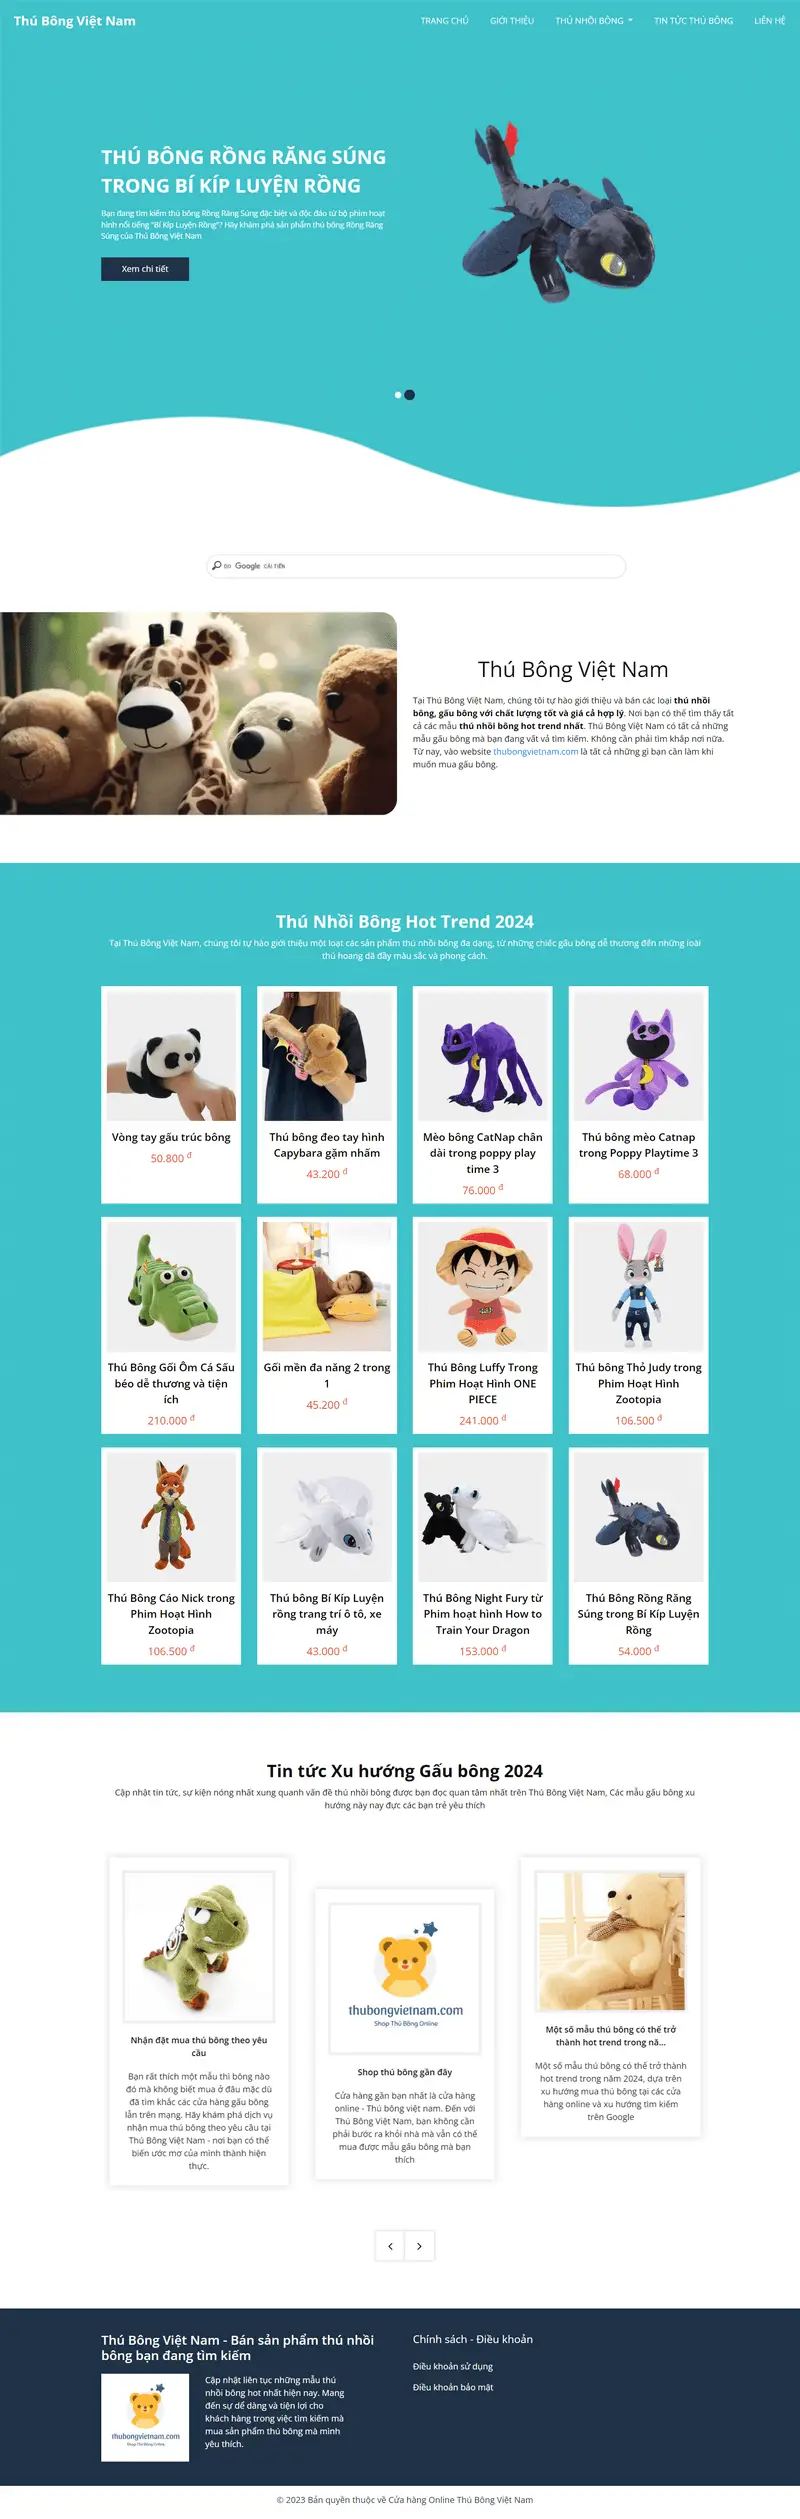 Thú Bông Việt Nam
TRANG CHỦ GIỚI THIỆU THÚ NHỒI BÔNG TIN TỨC THÚ BÔNG LIÊN HỆ
THÚ BÔNG RỒNG RĂNG SÚNG
TRONG BÍ KÍP LUYỆN RỒNG
Bạn đang tìm kiếm thú bông Rồng Răng Súng đặc biệt và độc đáo từ bộ phim hoạt
hình nổi tiếng "Bí Kíp Luyện Rồng"? Hãy khám phá sản phẩm thú bông Rồng Răng
Súng của Thú Bông Việt Nam
Xem chi tiết
DO Google CẢI TIẾN
Thú Bông Việt Nam
Tại Thú Bông Việt Nam, chúng tôi tự hào giới thiệu và bán các loại thú nhồi
bông, gấu bông với chất lượng tốt và giá cả hợp lý. Nơi bạn có thể tìm thấy tất
cả các mẫu thú nhồi bông hot trend nhất. Thú Bông Việt Nam có tất cả những
mẫu gấu bông mà bạn đang vất vả tìm kiếm. Không cần phải tìm khắp nơi nữa.
Từ nay, vào website thubongvietnam.com là tất cả những gì bạn cần làm khi
muốn mua gấu bông.
Thú Nhồi Bông Hot Trend 2024
Tại Thú Bông Việt Nam, chúng tôi tự hào giới thiệu một loạt các sản phẩm thú nhồi bông đa dạng, từ những chiếc gấu bông dễ thương đến những loài
thú hoang dã đầy màu sắc và phong cách.
Vòng tay gấu trúc bông
50.800 đ
Thú bông đeo tay hình
Capybara gặm nhấm
43.200 đ
Mèo bông CatNap chân
dài trong poppy play
time 3
76.000 đ
Thú bông mèo Catnap
trong Poppy Playtime 3
68.000 đ
Thú Bông Gối Ôm Cá Sấu
béo dễ thương và tiện
ích
210.000 đ
Gối mền đa năng 2 trong
1
45.200 đ
Thú Bông Luffy Trong
Phim Hoạt Hình ONE
PIECE
241.000 đ
Thú bông Thỏ Judy trong
Phim Hoạt Hình
Zootopia
106.500 đ
Thú Bông Cáo Nick trong
Phim Hoạt Hình
Zootopia
106.500 đ
Thú bông Bí Kíp Luyện
rồng trang trí ô tô, xe
máy
43.000 đ
Thú Bông Night Fury từ
Phim hoạt hình How to
Train Your Dragon
153.000 đ
Thú Bông Rồng Răng
Súng trong Bí Kíp Luyện
Rồng
54.000 đ
Tin tức Xu hướng Gấu bông 2024
Cập nhật tin tức, sự kiện nóng nhất xung quanh vấn đề thú nhồi bông được bạn đọc quan tâm nhất trên Thú Bông Việt Nam, Các mẫu gấu bông xu
hướng này nay đực các bạn trẻ yêu thích
Nhận đặt mua thú bông theo yêu
cầu
Bạn rất thích một mẫu thì bông nào
đó mà không biết mua ở đâu mặc dù
đã tìm khắc các cửa hàng gấu bông
lẫn trên mạng. Hãy khám phá dịch vụ
nhận mua thú bông theo yêu cầu tại
Thú Bông Việt Nam - nơi bạn có thể
biến ước mơ của mình thành hiện
thực.
thubongvietnam.com
Shop Thú Bông Online
Shop thú bông gần đây
Cửa hàng gần bạn nhất là cửa hàng
online - Thú bông việt nam. Đến với
Thú Bông Việt Nam, bạn không cần
phải bước ra khỏi nhà mà vẫn có thể
mua được mẫu gấu bông mà bạn
thích
Một số mẫu thú bông có thể trở
thành hot trend trong nă...
Một số mẫu thú bông có thể trở thành
hot trend trong năm 2024, dựa trên
xu hướng mua thú bông tại các cửa
hàng online và xu hướng tìm kiếm
trên Google
Thú Bông Việt Nam - Bán sản phẩm thú nhồi
bông bạn đang tìm kiếm
thubongvietnam.com
Shop Thú Bông Online
Cập nhật liên tục những mẫu thú
nhồi bông hot nhất hiện nay. Mang
đến sự dể dàng và tiện lợi cho
khách hàng trong việc tìm kiếm mà
mua sản phẩm thú bông mà mình
yêu thích.
Chính sách - Điều khoản
Điều khoản sử dụng
Điều khoản bảo mật
© 2023 Bản quyền thuộc về Cửa hàng Online Thú Bông Việt Nam